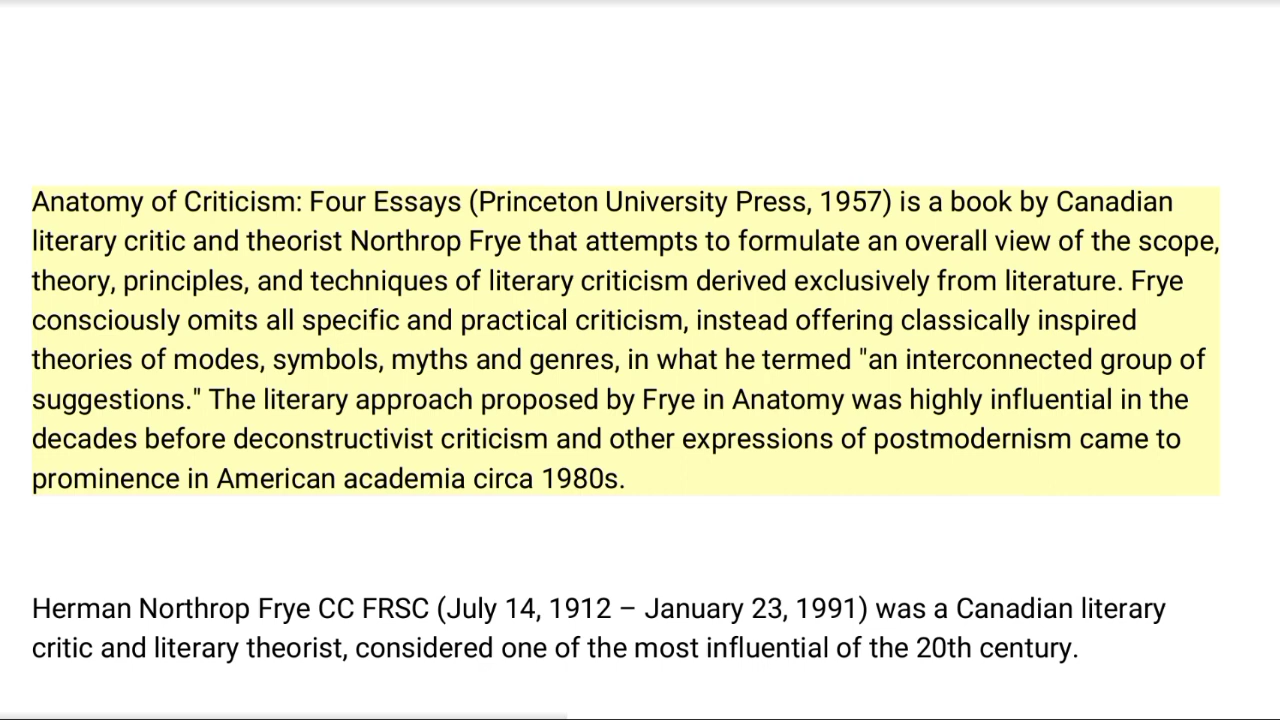 Anatomy of Criticism: Four Essays (Princeton University Press, 1957) is a book by Canadian
literary critic and theorist Northrop Frye that attempts to formulate an overall view of the scope,
theory, principles, and techniques of literary criticism derived exclusively from literature. Frye
consciously omits all specific and practical criticism, instead offering classically inspired
theories of modes, symbols, myths and genres, in what he termed "an interconnected group of
suggestions." The literary approach proposed by Frye in Anatomy was highly influential in the
decades before deconstructivist criticism and other expressions of postmodernism came to
prominence in American academia circa 1980s.
Herman Northrop Frye CC FRSC (July 14, 1912 – January 23, 1991) was a Canadian literary
critic and literary theorist, considered one of the most influential of the 20th century.